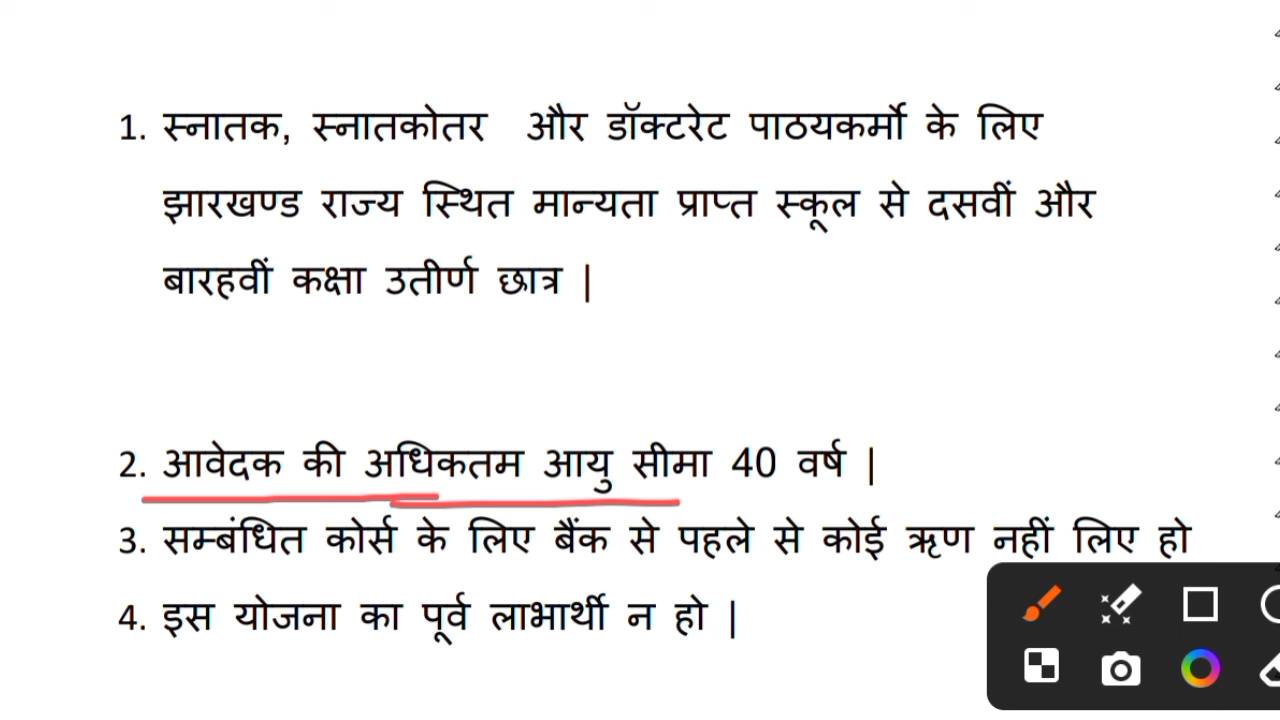 1. स्नातक, स्नातकोतर और डॉक्टरेट पाठयकर्मो के लिए
झारखण्ड राज्य स्थित मान्यता प्राप्त स्कूल से दसवीं और
बारहवीं कक्षा उतीर्ण छात्र |
2. आवेदक की अधिकतम आयु सीमा 40 वर्ष |
3. सम्बंधित कोर्स के लिए बैंक से पहले से कोई ऋण नहीं लिए हो
4. इस योजना का पूर्व लाभार्थी न हो |